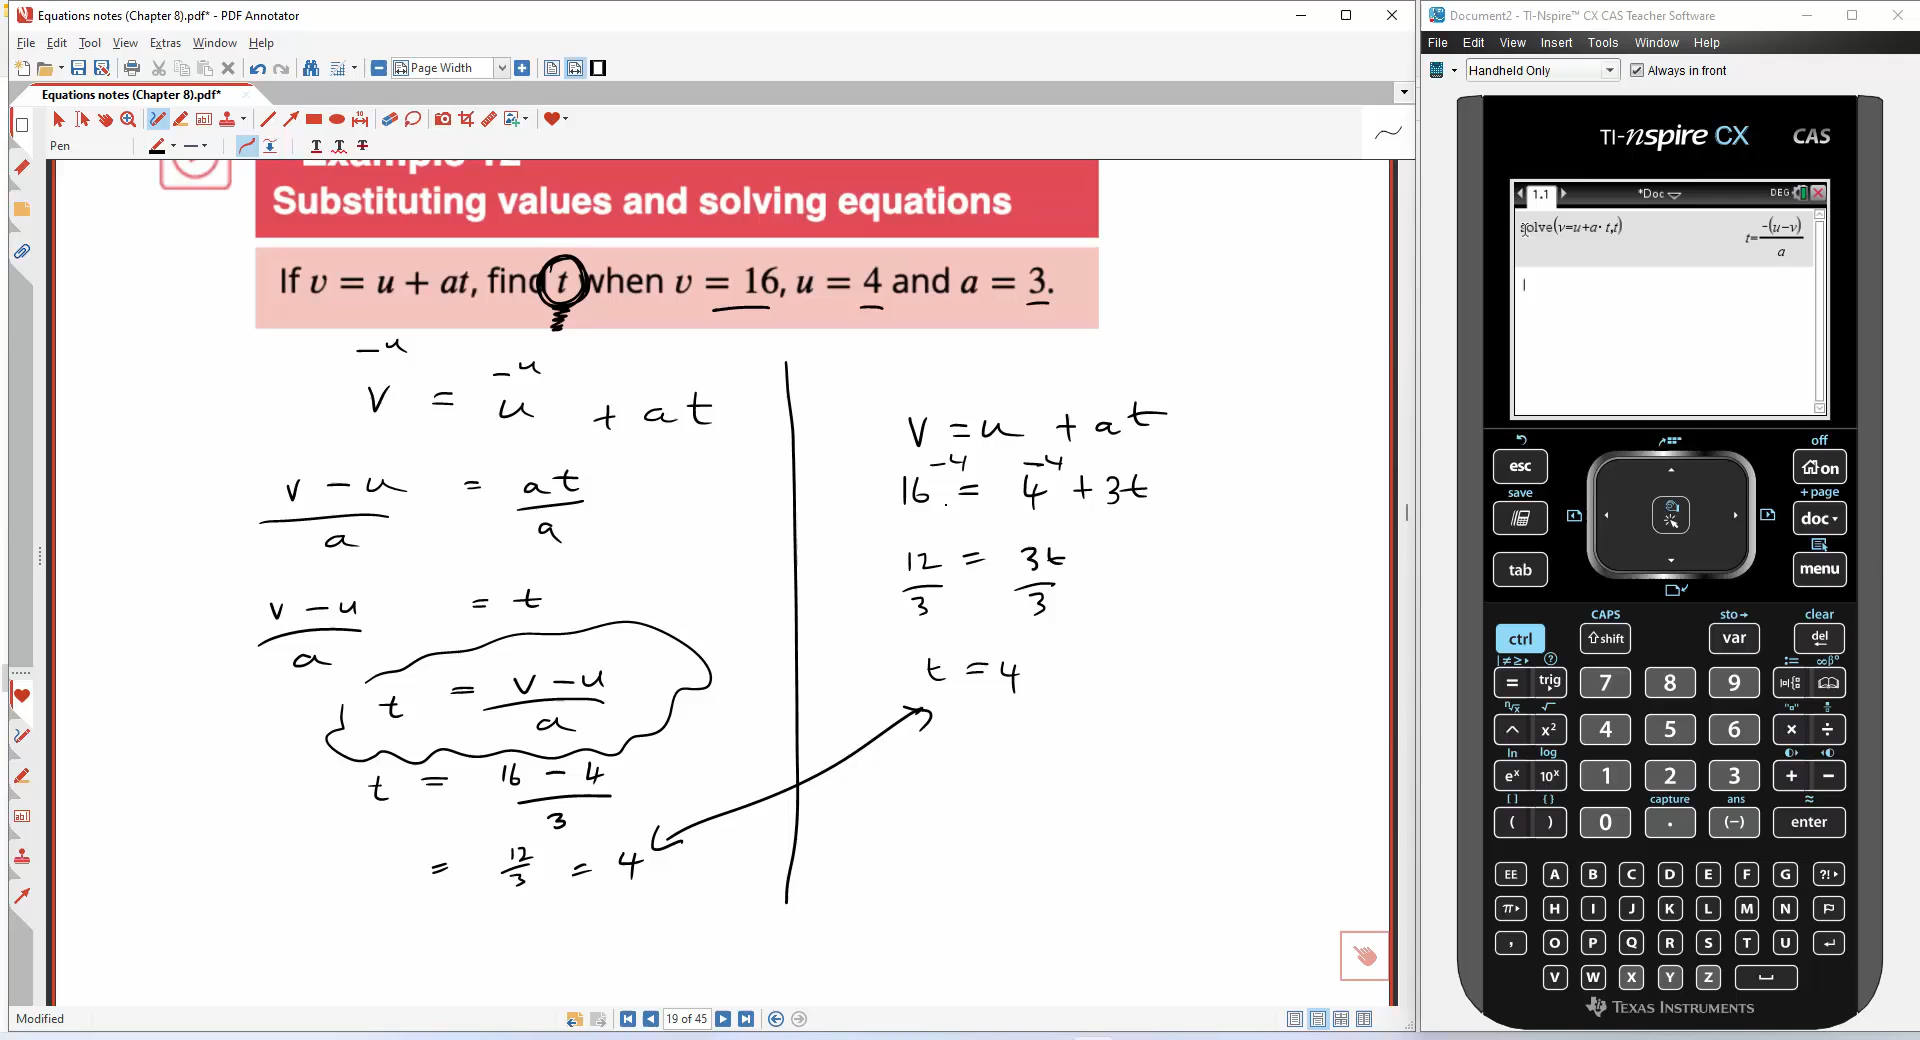 Equations notes (Chapter 8).pdf* - PDF Annotator
File Edit Tool View Extras Window Help
Page Width
Equations notes (Chapter 8).pdf*
Pen
Substituting values and solving equations
If v = u + at, find t when v = 16, u = 4 and a = 3.
-u -u
v = u + at
v - u = at
a a
v - u = t
a
t = v - u
a
t = 16 - 4
3
= 12/3 = 4
v = u + at
-4 -4
16 = 4 + 3t
12 = 3t
3 3
t = 4
Modified
19 of 45
Document2 - TI-Nspire™ CX CAS Teacher Software
File Edit View Insert Tools Window Help
Handheld Only Always in front
TI-nspire CX CAS
1.1 *Doc DEG
solve(v=u+a·t,t)
t= -(u-v)
a
off
esc on
save + page
doc
tab menu
CAPS sto→ clear
ctrl shift var del
|≠≥▸ ? := ∞β°
= trig 7 8 9
ⁿ√x √ "▫"
^ x² 4 5 6 × ÷
ln log
eˣ 10ˣ 1 2 3 + −
[ ] { } capture ans ≈
( ) 0 . (−) enter
EE A B C D E F G ?!▸
π▸ H I J K L M N
, O P Q R S T U
V W X Y Z
TEXAS INSTRUMENTS